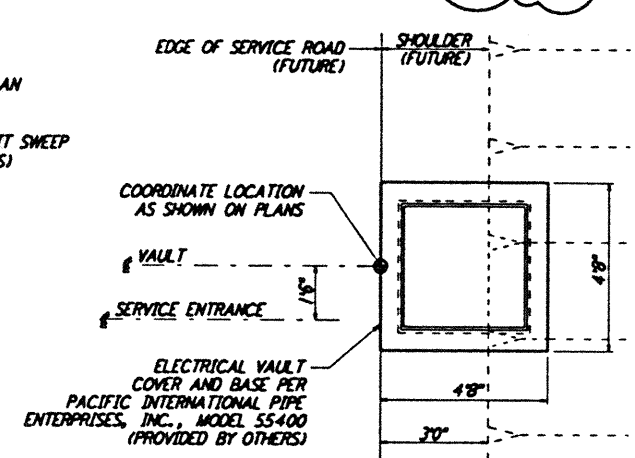 EDGE OF SERVICE ROAD
(FUTURE)
SHOULDER
(FUTURE)
AN
IT SWEEP
S)
COORDINATE LOCATION
AS SHOWN ON PLANS
℄ VAULT
1'6"
℄ SERVICE ENTRANCE
4'8"
ELECTRICAL VAULT
COVER AND BASE PER
PACIFIC INTERNATIONAL PIPE
ENTERPRISES, INC., MODEL 55400
(PROVIDED BY OTHERS)
4'8"
3'0"